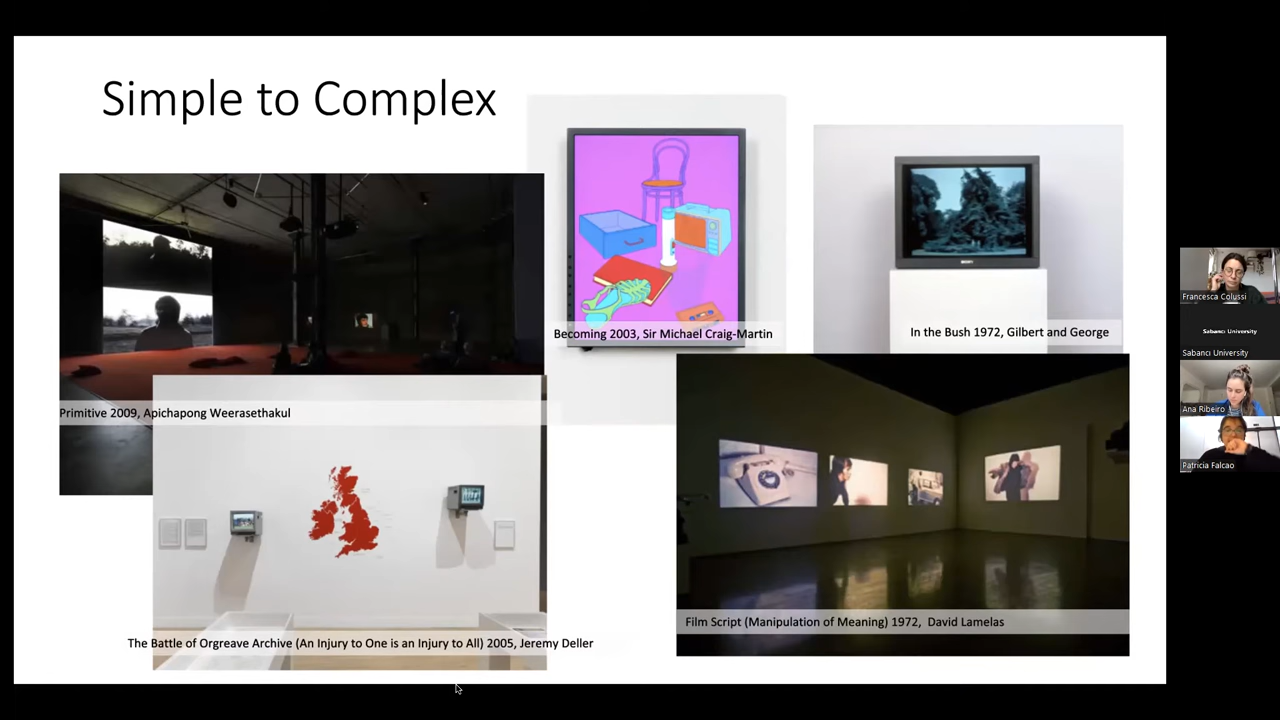 Simple to Complex
Becoming 2003, Sir Michael Craig-Martin
In the Bush 1972, Gilbert and George
Primitive 2009, Apichapong Weerasethakul
The Battle of Orgreave Archive (An Injury to One is an Injury to All) 2005, Jeremy Deller
Film Script (Manipulation of Meaning) 1972, David Lamelas
Francesca Colussi
Sabancı University
Sabancı University
Ana Ribeiro
Patricia Falcao